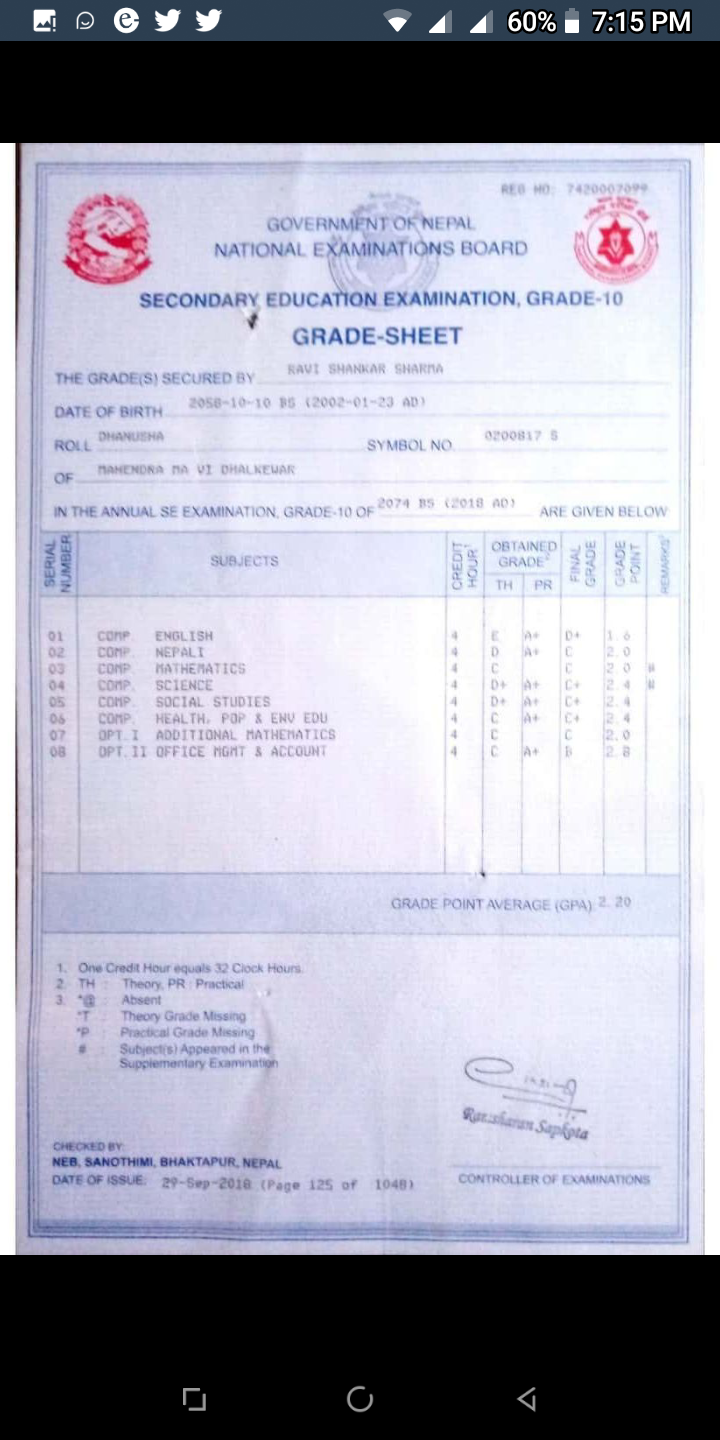 60% 7:15 PM
REG NO: 7420007099
GOVERNMENT OF NEPAL
NATIONAL EXAMINATIONS BOARD
SECONDARY EDUCATION EXAMINATION, GRADE-10
GRADE-SHEET
THE GRADE(S) SECURED BY RAVI SHANKAR SHARMA
DATE OF BIRTH 2058-10-10 BS (2002-01-23 AD)
ROLL DHANUSHA SYMBOL NO. 0200817 S
OF MAHENDRA MA VI DHALKEWAR
IN THE ANNUAL SE EXAMINATION, GRADE-10 OF 2074 BS (2018 AD) ARE GIVEN BELOW
SERIAL NUMBER SUBJECTS CREDIT HOUR OBTAINED GRADE FINAL GRADE GRADE POINT REMARKS
TH PR
01 COMP. ENGLISH 4 E A+ D+ 1.6
02 COMP. NEPALI 4 D A+ C 2.0
03 COMP. MATHEMATICS 4 C C 2.0 #
04 COMP. SCIENCE 4 D+ A+ C+ 2.4 #
05 COMP. SOCIAL STUDIES 4 D+ A+ C+ 2.4
06 COMP. HEALTH, POP & ENV EDU 4 C A+ C+ 2.4
07 OPT.I ADDITIONAL MATHEMATICS 4 C C 2.0
08 OPT.II OFFICE MGMT & ACCOUNT 4 C A+ B 2.8
GRADE POINT AVERAGE (GPA) 2.20
1. One Credit Hour equals 32 Clock Hours.
2. TH : Theory, PR : Practical
3. *@ : Absent
*T : Theory Grade Missing
*P : Practical Grade Missing
# : Subject(s) Appeared in the
Supplementary Examination
Ramsharan Sapkota
CHECKED BY:
NEB, SANOTHIMI, BHAKTAPUR, NEPAL
DATE OF ISSUE: 29-Sep-2018 (Page 125 of 1048)
CONTROLLER OF EXAMINATIONS